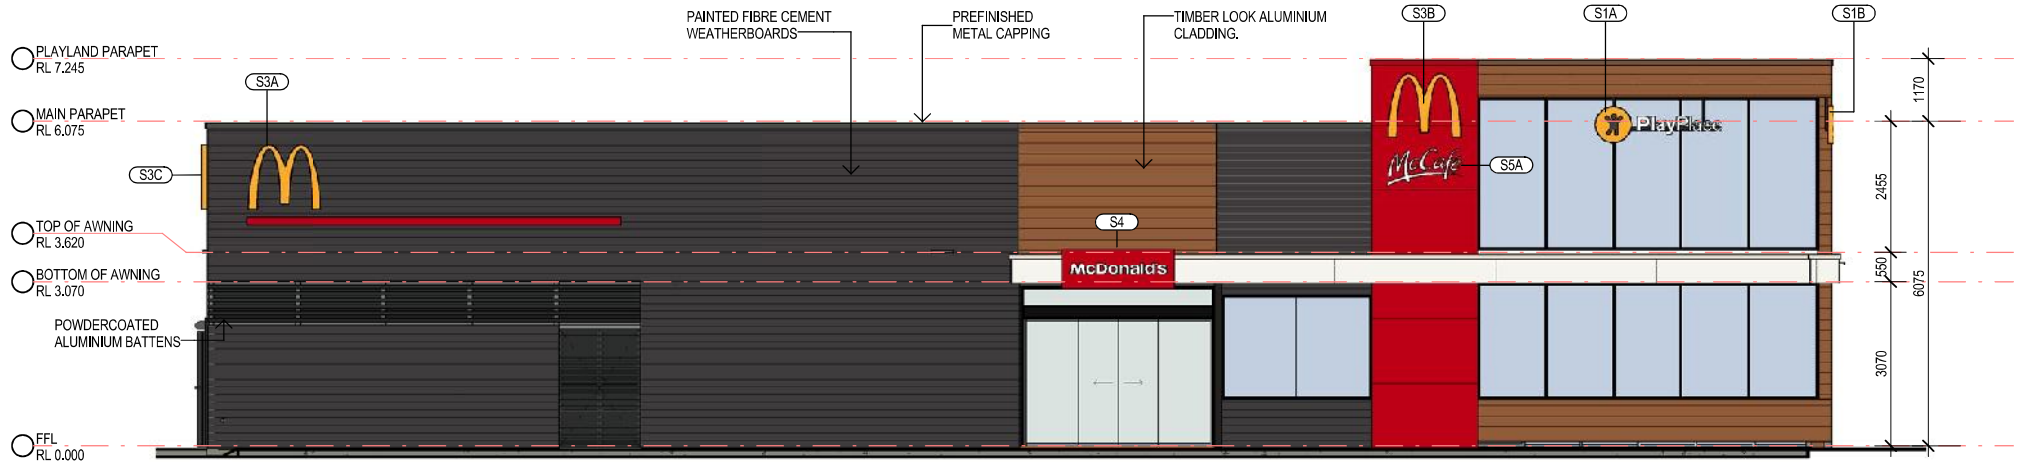 PAINTED FIBRE CEMENT
WEATHERBOARDS
PREFINISHED
METAL CAPPING
TIMBER LOOK ALUMINIUM
CLADDING.
S3B
S1A
S1B
PLAYLAND PARAPET
RL 7.245
S3A
MAIN PARAPET
RL 6.075
1170
PlayPlace
McCafé
S5A
S3C
2455
TOP OF AWNING
RL 3.620
S4
McDonald's
BOTTOM OF AWNING
RL 3.070
550
6075
POWDERCOATED
ALUMINIUM BATTENS
3070
FFL
RL 0.000